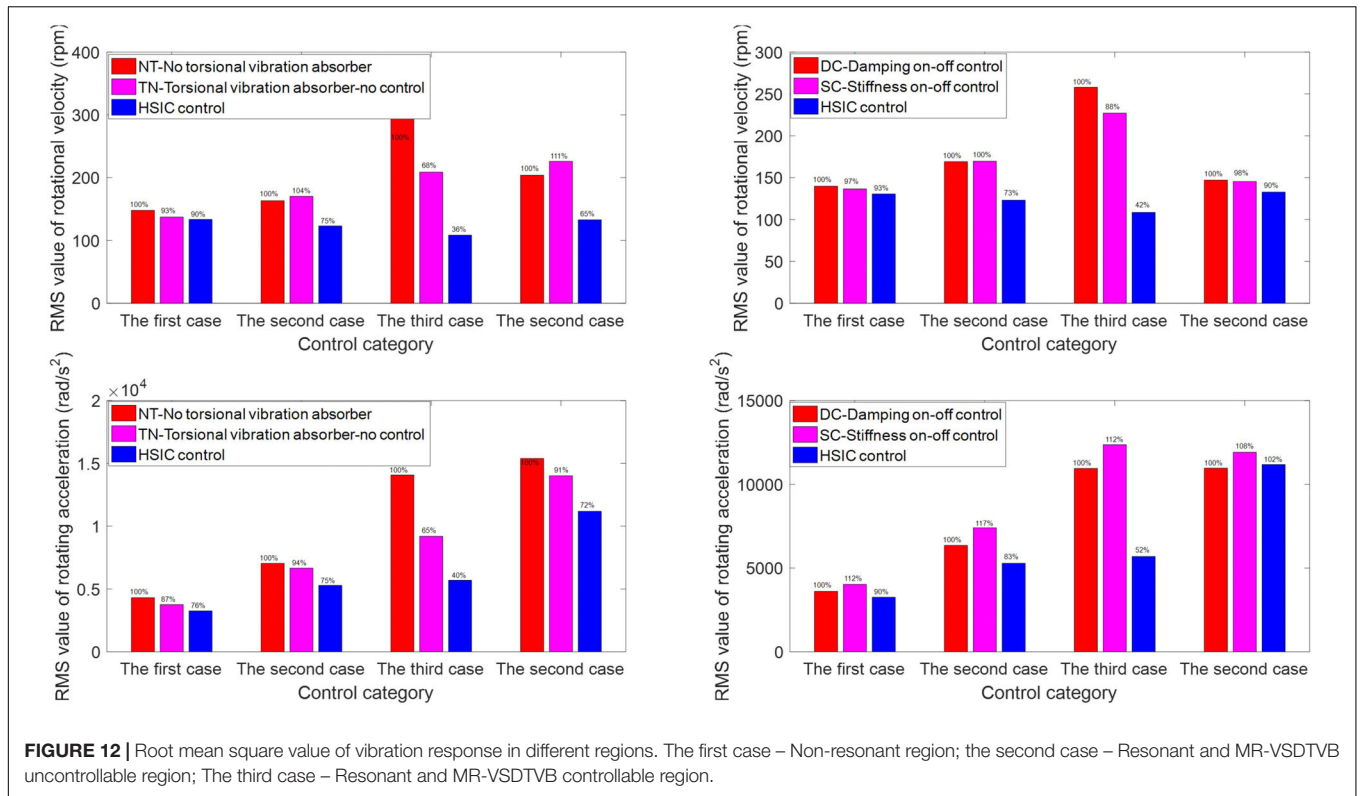 RMS value of rotational velocity (rpm)
400
300
200
100
0
NT-No torsional vibration absorber
TN-Torsional vibration absorber-no control
HSIC control
100%
93%
90%
100%
104%
75%
100%
68%
36%
100%
111%
65%
The first case
The second case
The third case
The second case
Control category
RMS value of rotational velocity (rpm)
300
250
200
150
100
50
0
DC-Damping on-off control
SC-Stiffness on-off control
HSIC control
100%
97%
93%
100%
100%
73%
100%
88%
42%
100%
98%
90%
The first case
The second case
The third case
The second case
Control category
RMS value of rotating acceleration (rad/s²)
×10⁴
2
1.5
1
0.5
0
NT-No torsional vibration absorber
TN-Torsional vibration absorber-no control
HSIC control
100%
87%
76%
100%
94%
75%
100%
65%
40%
100%
91%
72%
The first case
The second case
The third case
The second case
Control category
RMS value of rotating acceleration (rad/s²)
15000
10000
5000
0
DC-Damping on-off control
SC-Stiffness on-off control
HSIC control
100%
112%
90%
100%
117%
83%
100%
112%
52%
100%
108%
102%
The first case
The second case
The third case
The second case
Control category
FIGURE 12 | Root mean square value of vibration response in different regions. The first case – Non-resonant region; the second case – Resonant and MR-VSDTVB
uncontrollable region; The third case – Resonant and MR-VSDTVB controllable region.